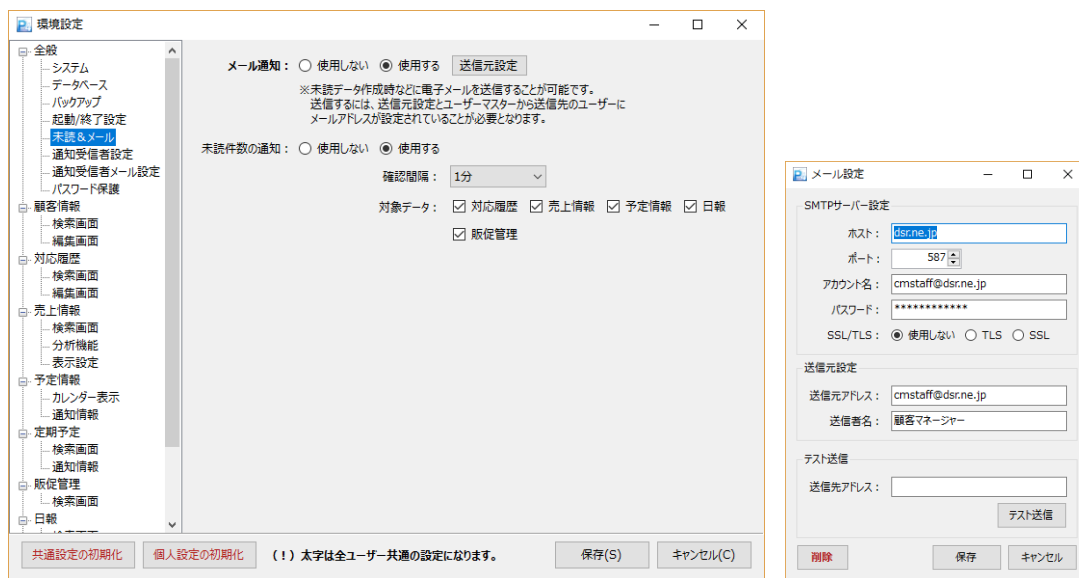 環境設定
全般
システム
データベース
バックアップ
起動/終了設定
未読&メール
通知受信者設定
通知受信者メール設定
パスワード保護
顧客情報
検索画面
編集画面
対応履歴
検索画面
編集画面
売上情報
検索画面
分析機能
表示設定
予定情報
カレンダー表示
通知情報
定期予定
検索画面
通知情報
販促管理
検索画面
日報
メール通知： 使用しない 使用する 送信元設定
※未読データ作成時などに電子メールを送信することが可能です。
送信するには、送信元設定とユーザーマスターから送信先のユーザーに
メールアドレスが設定されていることが必要となります。
未読件数の通知： 使用しない 使用する
確認間隔： 1分
対象データ： 対応履歴 売上情報 予定情報 日報
販促管理
共通設定の初期化 個人設定の初期化 (！) 太字は全ユーザー共通の設定になります。 保存(S) キャンセル(C)
メール設定
SMTPサーバー設定
ホスト： dsr.ne.jp
ポート： 587
アカウント名： cmstaff@dsr.ne.jp
パスワード： ************
SSL/TLS： 使用しない TLS SSL
送信元設定
送信元アドレス： cmstaff@dsr.ne.jp
送信者名： 顧客マネージャー
テスト送信
送信先アドレス：
テスト送信
削除 保存 キャンセル